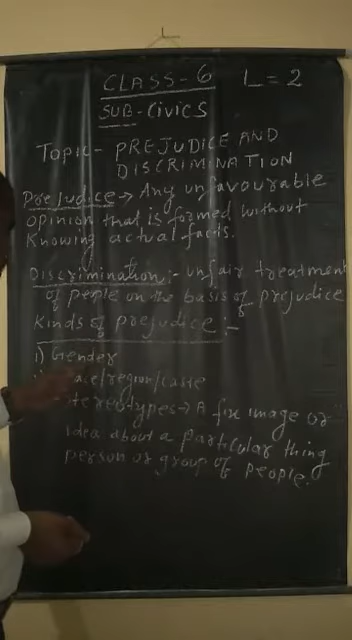 CLASS-6 L=2
SUB-Civics
Topic- PREJUDICE AND
DISCRIMINATION
Prejudice → Any unfavourable
opinion that is formed without
Knowing actual facts.
Discrimination:- unfair treatment
of people on the basis of prejudice
Kinds of prejudice:-
1) Gender
ace/region/caste
tereotypes → A fix image or
idea about a particular thing
person or group of people.